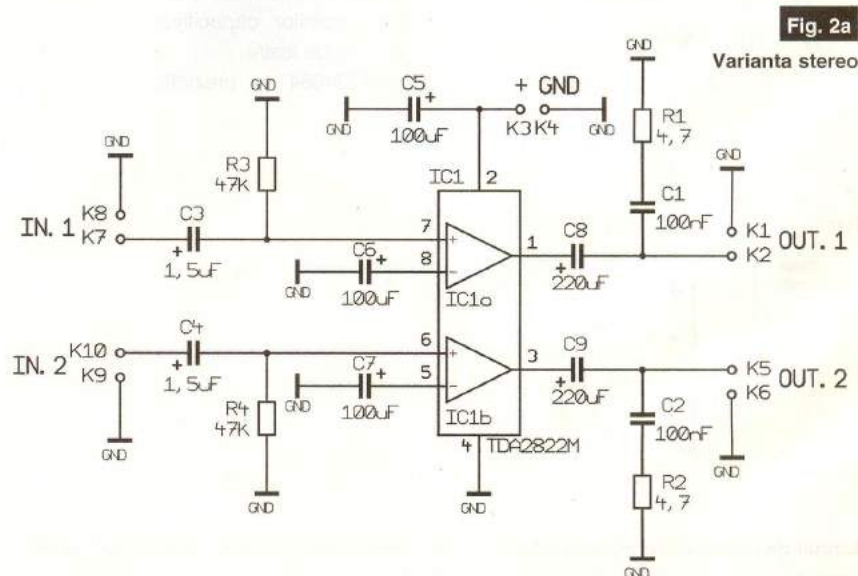 Fig. 2a
Varianta stereo
C5
+
100uF
GND
+ GND
K3 K4
GND
GND
R1
4,7
GND
GND
R3
47K
IC1
2
C1
100nF
GND
IN. 1
K8
K7
C3
+
1,5uF
7
+
8
-
IC1a
1
C8
+
220uF
K1
K2
OUT. 1
C6
+
100uF
GND
IN. 2
K10
K9
C4
+
1,5uF
6
+
5
-
IC1b
3
C9
+
220uF
K5
K6
OUT. 2
C7
+
100uF
GND
R4
47K
C2
100nF
4
TDA2822M
R2
4,7
GND
GND
GND
GND
GND